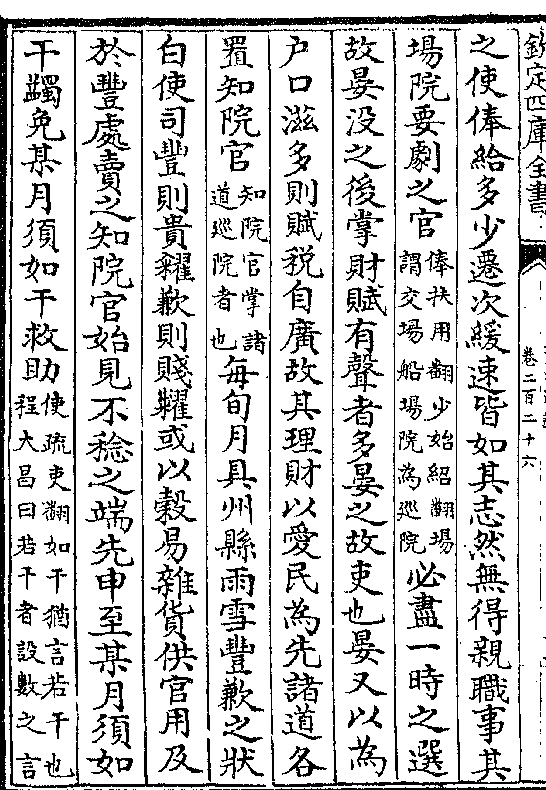 欽定四庫全書
卷二百二十六
之使俸給多少遷次緩速皆如其志然無得親職事其
場院要劇之官俸扶用翻少始紹翻場謂交場船場院為巡院必盡一時之選
故晏没之後掌財賦有聲者多晏之故吏也晏又以為
户口滋多則賦税自廣故其理財以愛民為先諸道各
置知院官知院官掌諸道巡院者也毎旬月具州縣雨雪豐歉之狀
白使司豐則貴糴歉則賤糶或以穀易雜貨供官用及
於豐處賣之知院官始見不稔之端先申至某月須如
干蠲免某月須如干救助使疏吏翻如干猶言若干也程大昌曰若干者設數之言